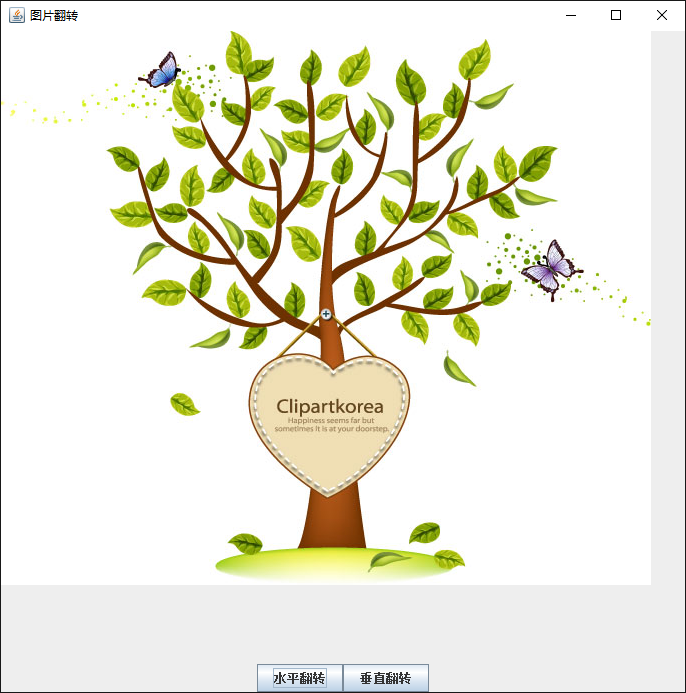 图片翻转
Clipartkorea
Happiness seems far but
sometimes it is at your doorstep.
水平翻转
垂直翻转